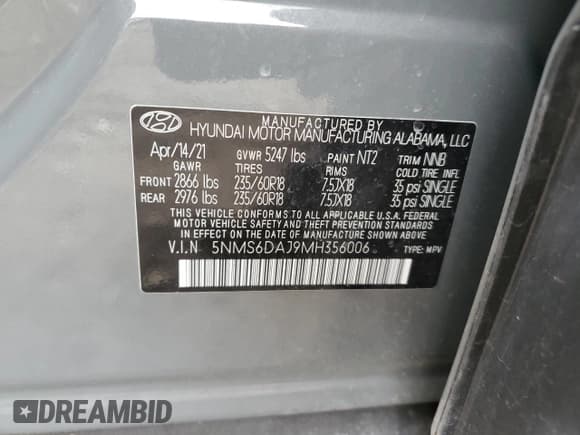 MANUFACTURED BY
HYUNDAI MOTOR MANUFACTURING ALABAMA, LLC
Apr/14/21 GVWR 5247 lbs PAINT NT2 TRIM NNB
GAWR TIRES RIMS COLD TIRE INFL
FRONT 2866 lbs 235/60R18 7.5JX18 35 psi SINGLE
REAR 2976 lbs 235/60R18 7.5JX18 35 psi SINGLE
THIS VEHICLE CONFORMS TO ALL APPLICABLE U.S.A. FEDERAL
MOTOR VEHICLE SAFETY AND THEFT PREVENTION STANDARDS
IN EFFECT ON THE DATE OF MANUFACTURE SHOWN ABOVE.
V.I.N 5NMS6DAJ9MH356006 TYPE: MPV
DREAMBID